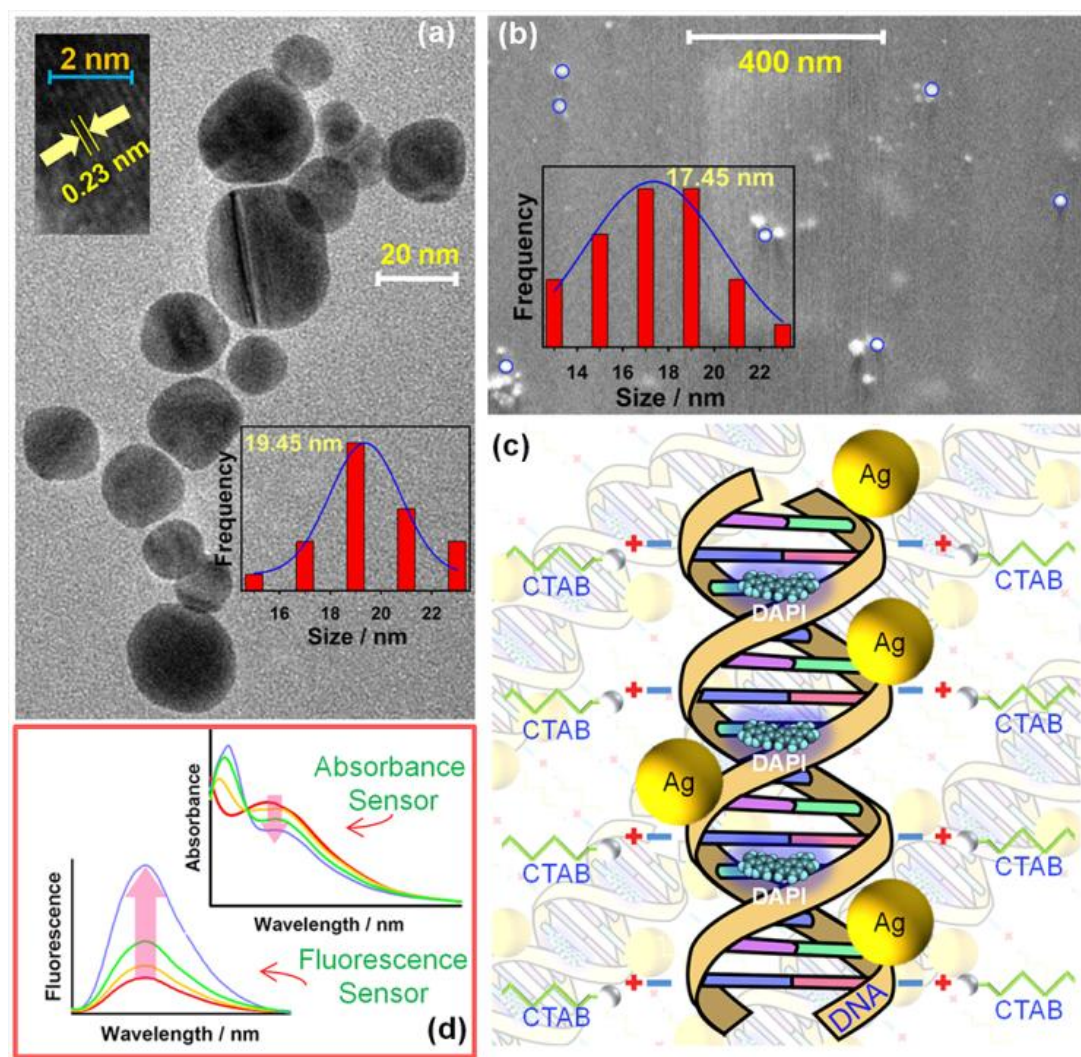 (a)
2 nm
0.23 nm
20 nm
19.45 nm
Frequency
16 18 20 22
Size / nm
(b)
400 nm
17.45 nm
Frequency
14 16 18 20 22
Size / nm
(c)
Ag
CTAB
+ −
− +
CTAB
DAPI
Ag
CTAB
+ −
− +
CTAB
DAPI
Ag
CTAB
+ −
− +
CTAB
DAPI
Ag
CTAB
+ −
− +
CTAB
DNA
Absorbance
Absorbance
Sensor
Wavelength / nm
Fluorescence
Fluorescence
Sensor
Wavelength / nm
(d)